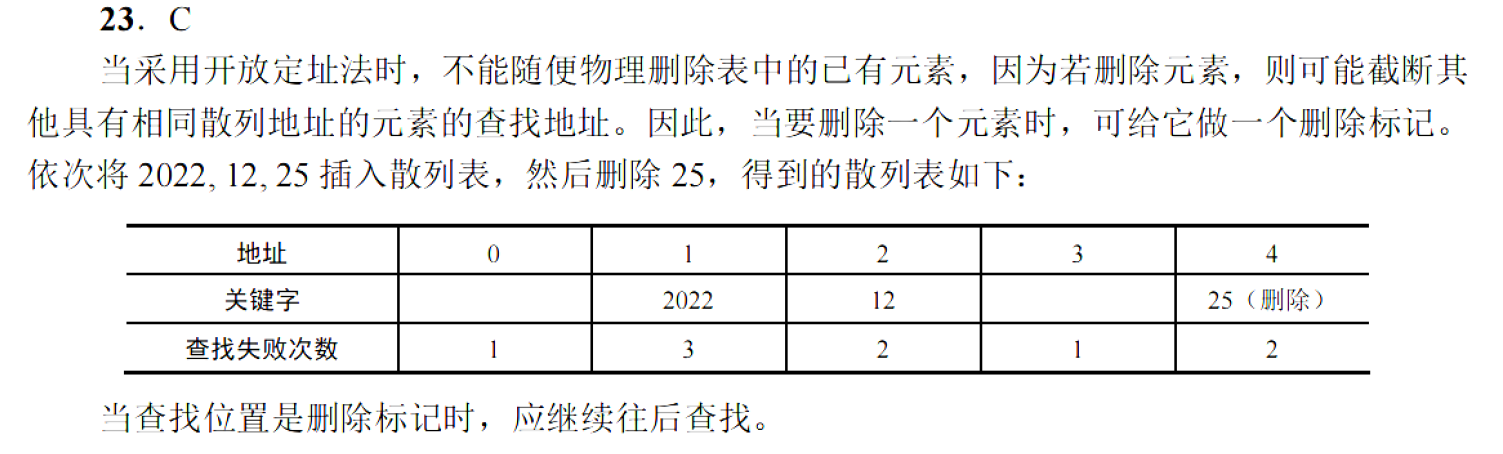 23．C
当采用开放定址法时，不能随便物理删除表中的已有元素，因为若删除元素，则可能截断其
他具有相同散列地址的元素的查找地址。因此，当要删除一个元素时，可给它做一个删除标记。
依次将 2022, 12, 25 插入散列表，然后删除 25，得到的散列表如下：
地址 0 1 2 3 4
关键字 2022 12 25（删除）
查找失败次数 1 3 2 1 2
当查找位置是删除标记时，应继续往后查找。